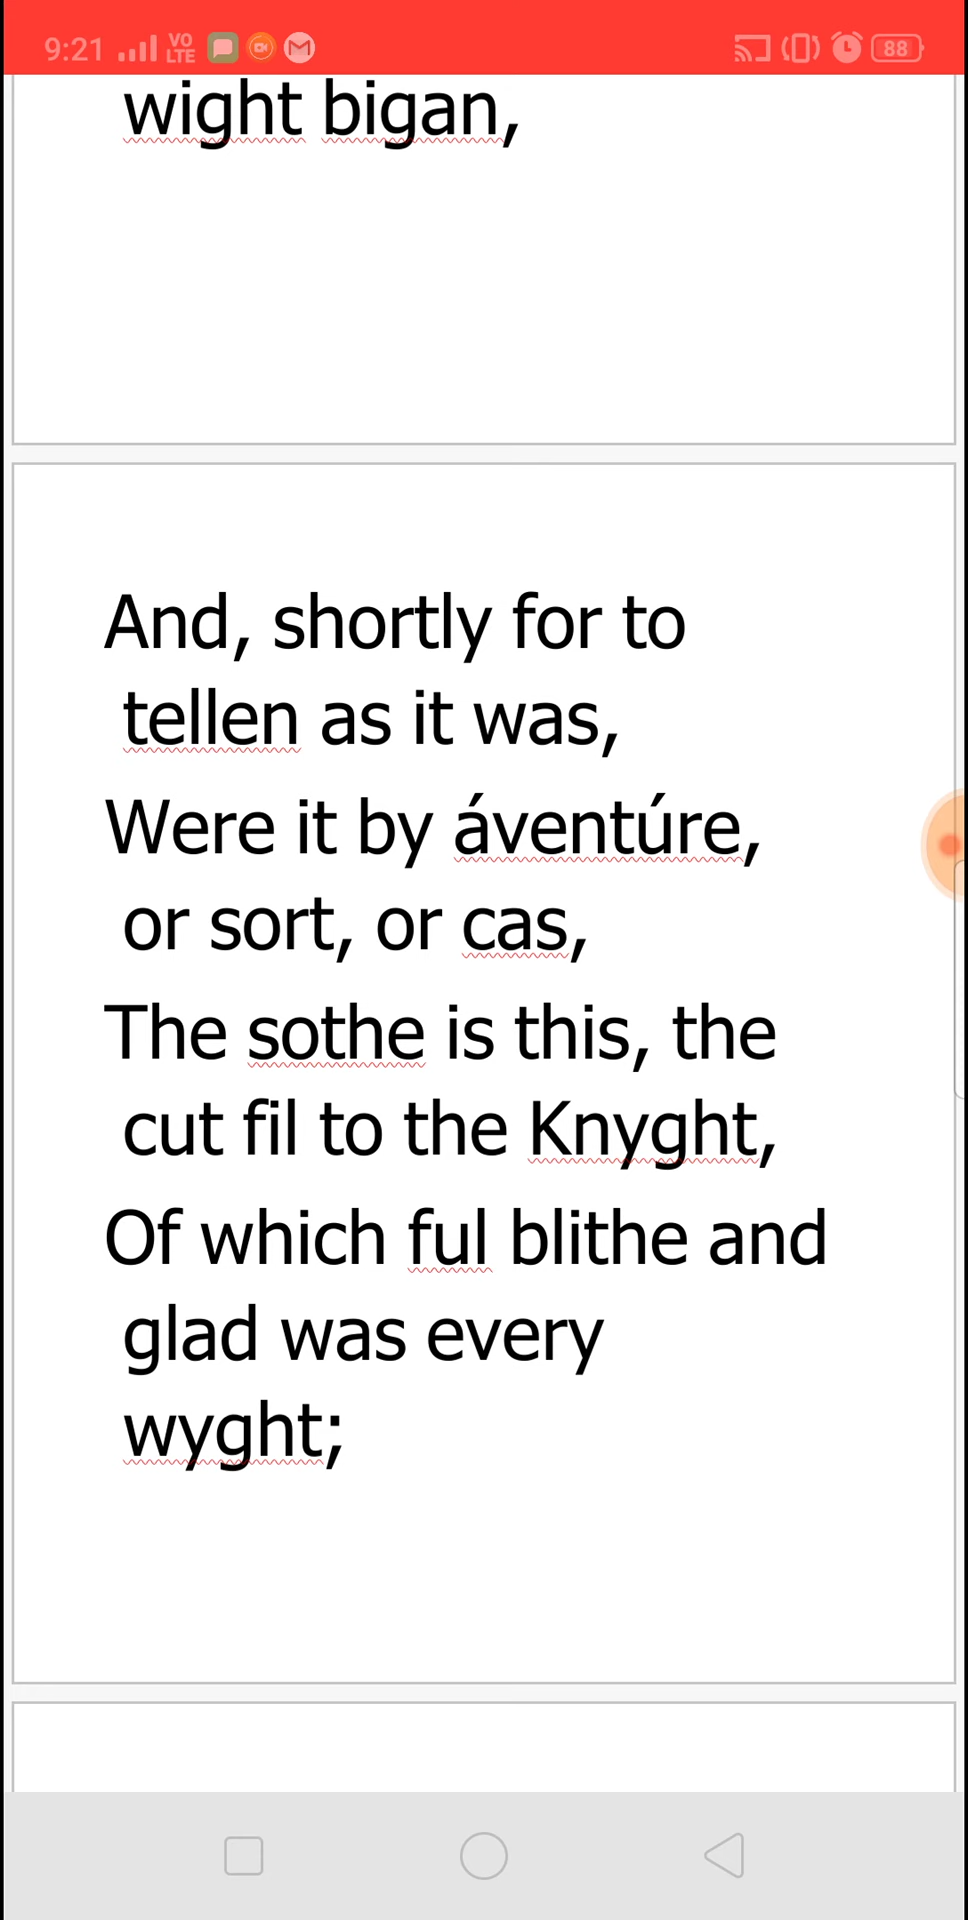 9:21 VO LTE 88
wight bigan,
And, shortly for to
tellen as it was,
Were it by áventúre,
or sort, or cas,
The sothe is this, the
cut fil to the Knyght,
Of which ful blithe and
glad was every
wyght;